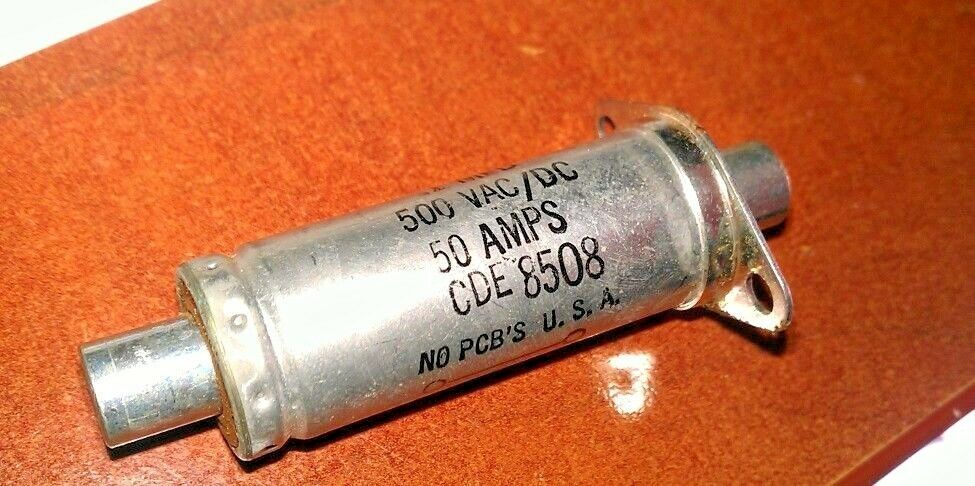 500 VAC/DC
50 AMPS
CDE 8508
NO PCB'S U. S. A.